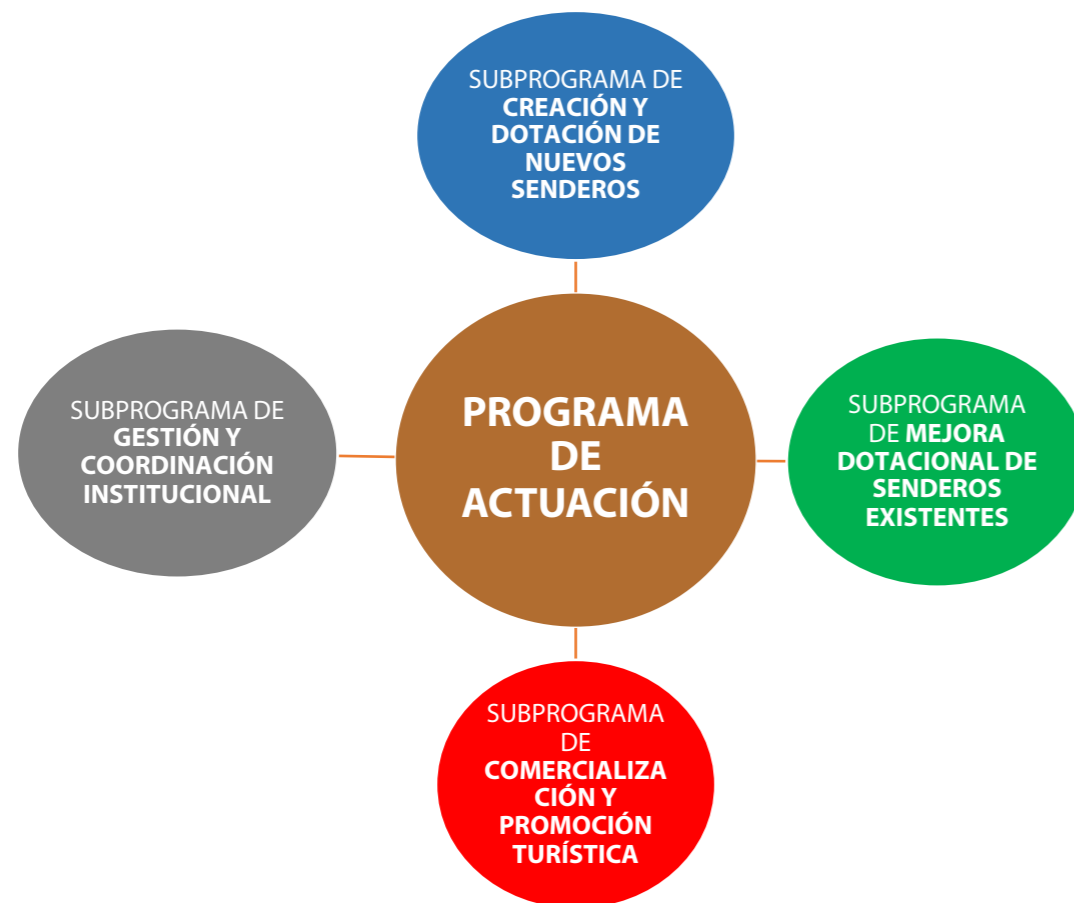 SUBPROGRAMA DE
CREACIÓN Y
DOTACIÓN DE
NUEVOS
SENDEROS
SUBPROGRAMA DE
GESTIÓN Y
COORDINACIÓN
INSTITUCIONAL
PROGRAMA
DE
ACTUACIÓN
SUBPROGRAMA
DE MEJORA
DOTACIONAL DE
SENDEROS
EXISTENTES
SUBPROGRAMA
DE
COMERCIALIZA
CIÓN Y
PROMOCIÓN
TURÍSTICA